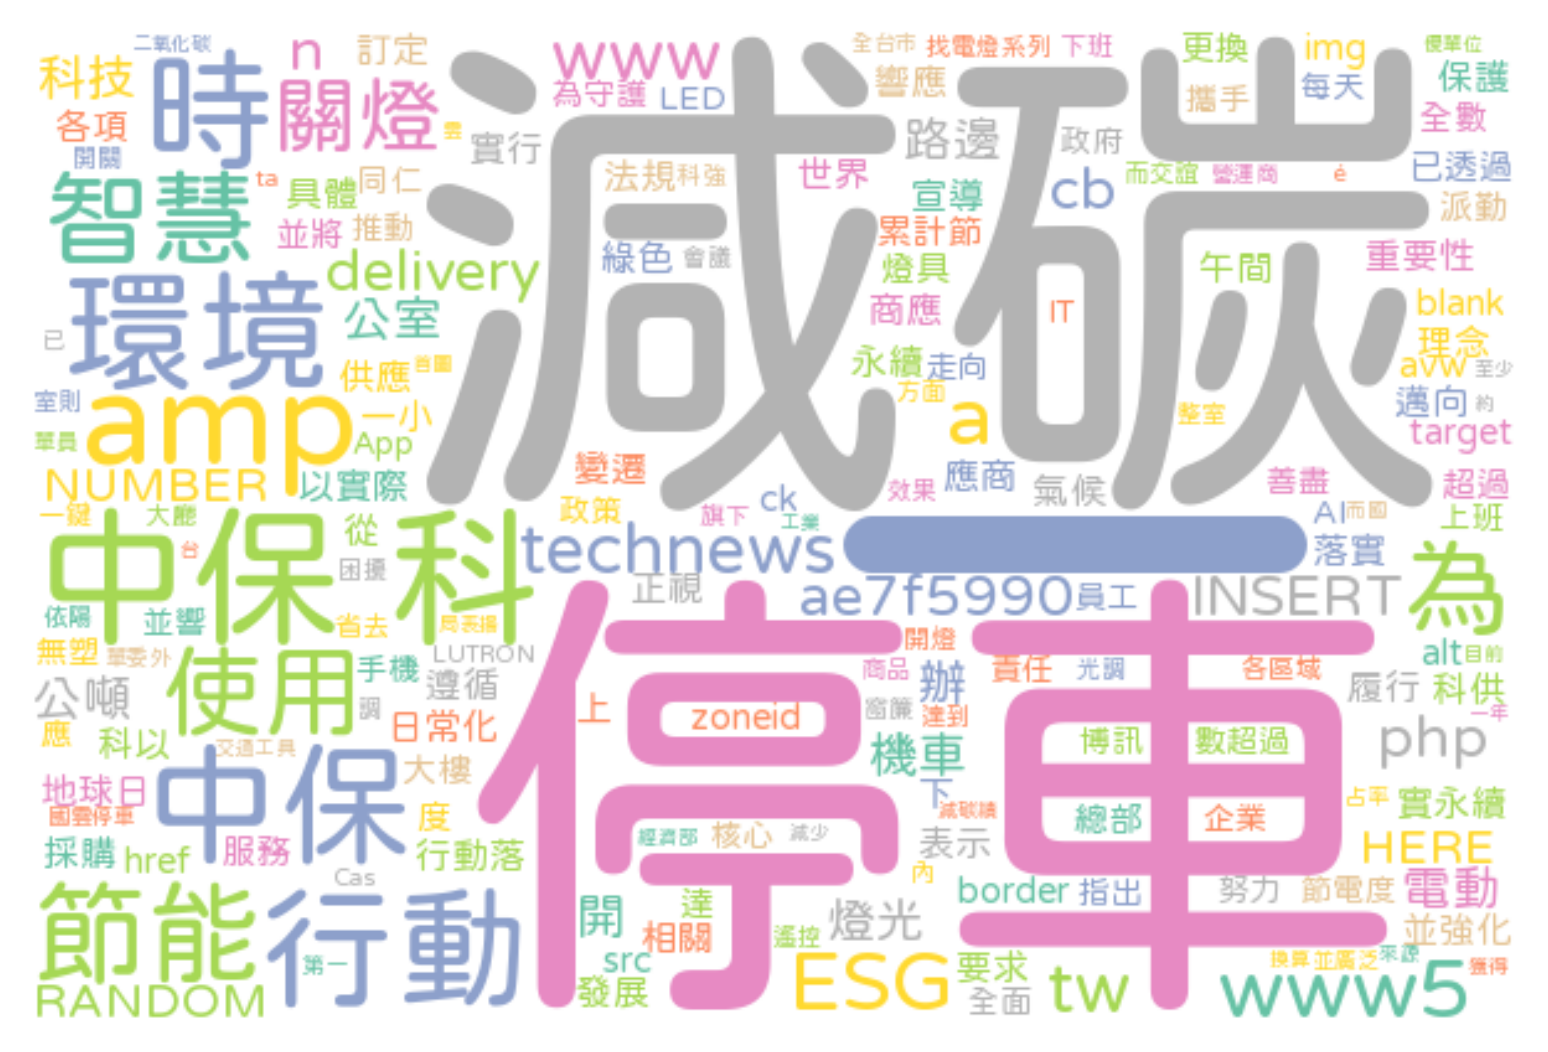 二氧化碳
科技
時
n
訂定
關燈
www
為守護
LED
減碳
全台市
找電燈系列
下班
更換
img
優單位
響應
每天
保護
攜手
各項
開關
實行
路邊
政府
全數
智慧
ta
具體
同仁
法規
科強
世界
宣導
cb
而交誼
營運商
é
已透過
並將
推動
累計節
派勤
delivery
綠色
會議
燈具
午間
重要性
環境
公室
商應
IT
blank
已
理念
供應
首圖
永續
走向
方面
avw
至少
室則
amp
一小
a
整室
邁向
約
單員
App
target
NUMBER
以實際
變遷
應商
氣候
善盡
超過
效果
ck
一鍵
大廳
政策
旗下
工業
AI
而國
上班
中保科
從
台
困擾
technews
落實
為
正視
ae7f5990
員工
INSERT
依陽
並響
省去
局表揚
開燈
無塑
單委外
LUTRON
手機
遵循
商品
辦
責任
光調
各區域
alt
目前
公噸
使用
調
停車
窗簾
履行
科供
應
科以
日常化
上
zoneid
達到
一年
交通工具
機車
博訊
數超過
php
地球日
中保
大樓
下
占率
實永續
國雲停車
度
減碳績
總部
企業
採購
href
服務
行動落
經濟部
核心
減少
表示
HERE
Cas
內
節能
行動
border
指出
努力
節電度
電動
開
達
燈光
並強化
第一
相關
遙控
src
ESG
要求
tw
換算
並廣泛
來源
獲得
RANDOM
發展
全面
www5